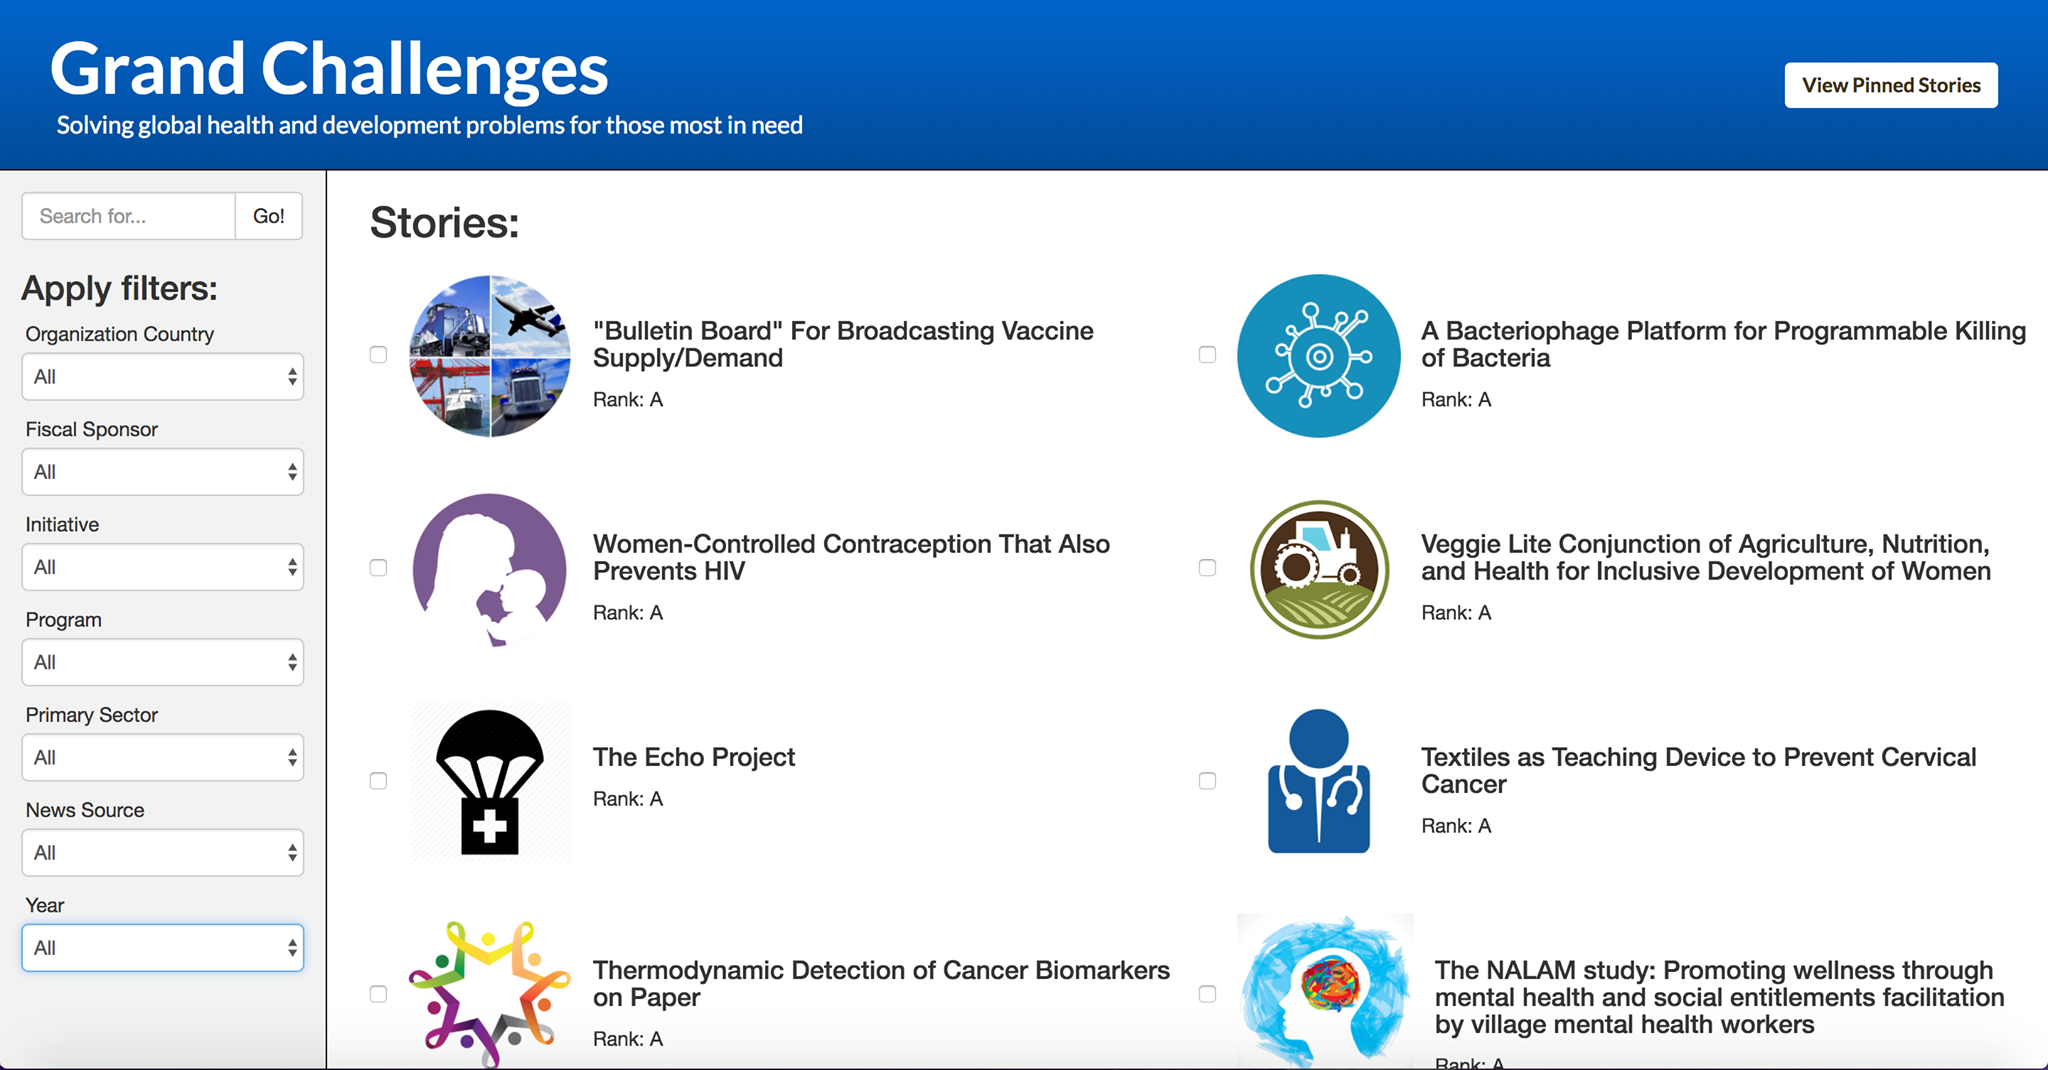 Grand Challenges
Solving global health and development problems for those most in need
View Pinned Stories
Search for...
Go!
Apply filters:
Organization Country
All
Fiscal Sponsor
All
Initiative
All
Program
All
Primary Sector
All
News Source
All
Year
All
Stories:
"Bulletin Board" For Broadcasting Vaccine
Supply/Demand
Rank: A
A Bacteriophage Platform for Programmable Killing
of Bacteria
Rank: A
Women-Controlled Contraception That Also
Prevents HIV
Rank: A
Veggie Lite Conjunction of Agriculture, Nutrition,
and Health for Inclusive Development of Women
Rank: A
The Echo Project
Rank: A
Textiles as Teaching Device to Prevent Cervical
Cancer
Rank: A
Thermodynamic Detection of Cancer Biomarkers
on Paper
Rank: A
The NALAM study: Promoting wellness through
mental health and social entitlements facilitation
by village mental health workers
Rank: A